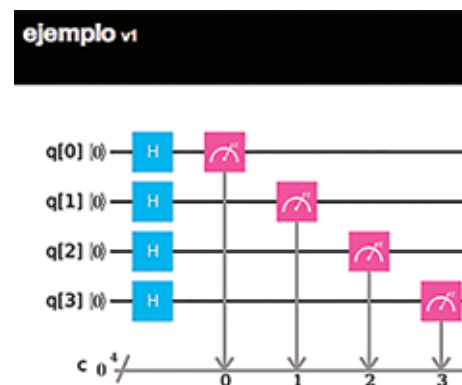 ejemplo v1
q[0] |0⟩ H
q[1] |0⟩ H
q[2] |0⟩ H
q[3] |0⟩ H
c 0 4
0 1 2 3